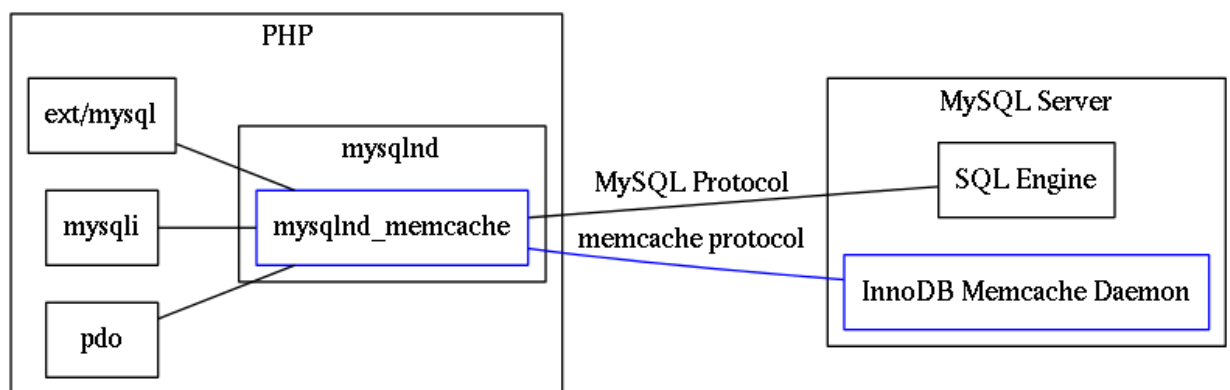 PHP
ext/mysql
mysqli
pdo
mysqlnd
mysqlnd_memcache
MySQL Protocol
memcache protocol
MySQL Server
SQL Engine
InnoDB Memcache Daemon